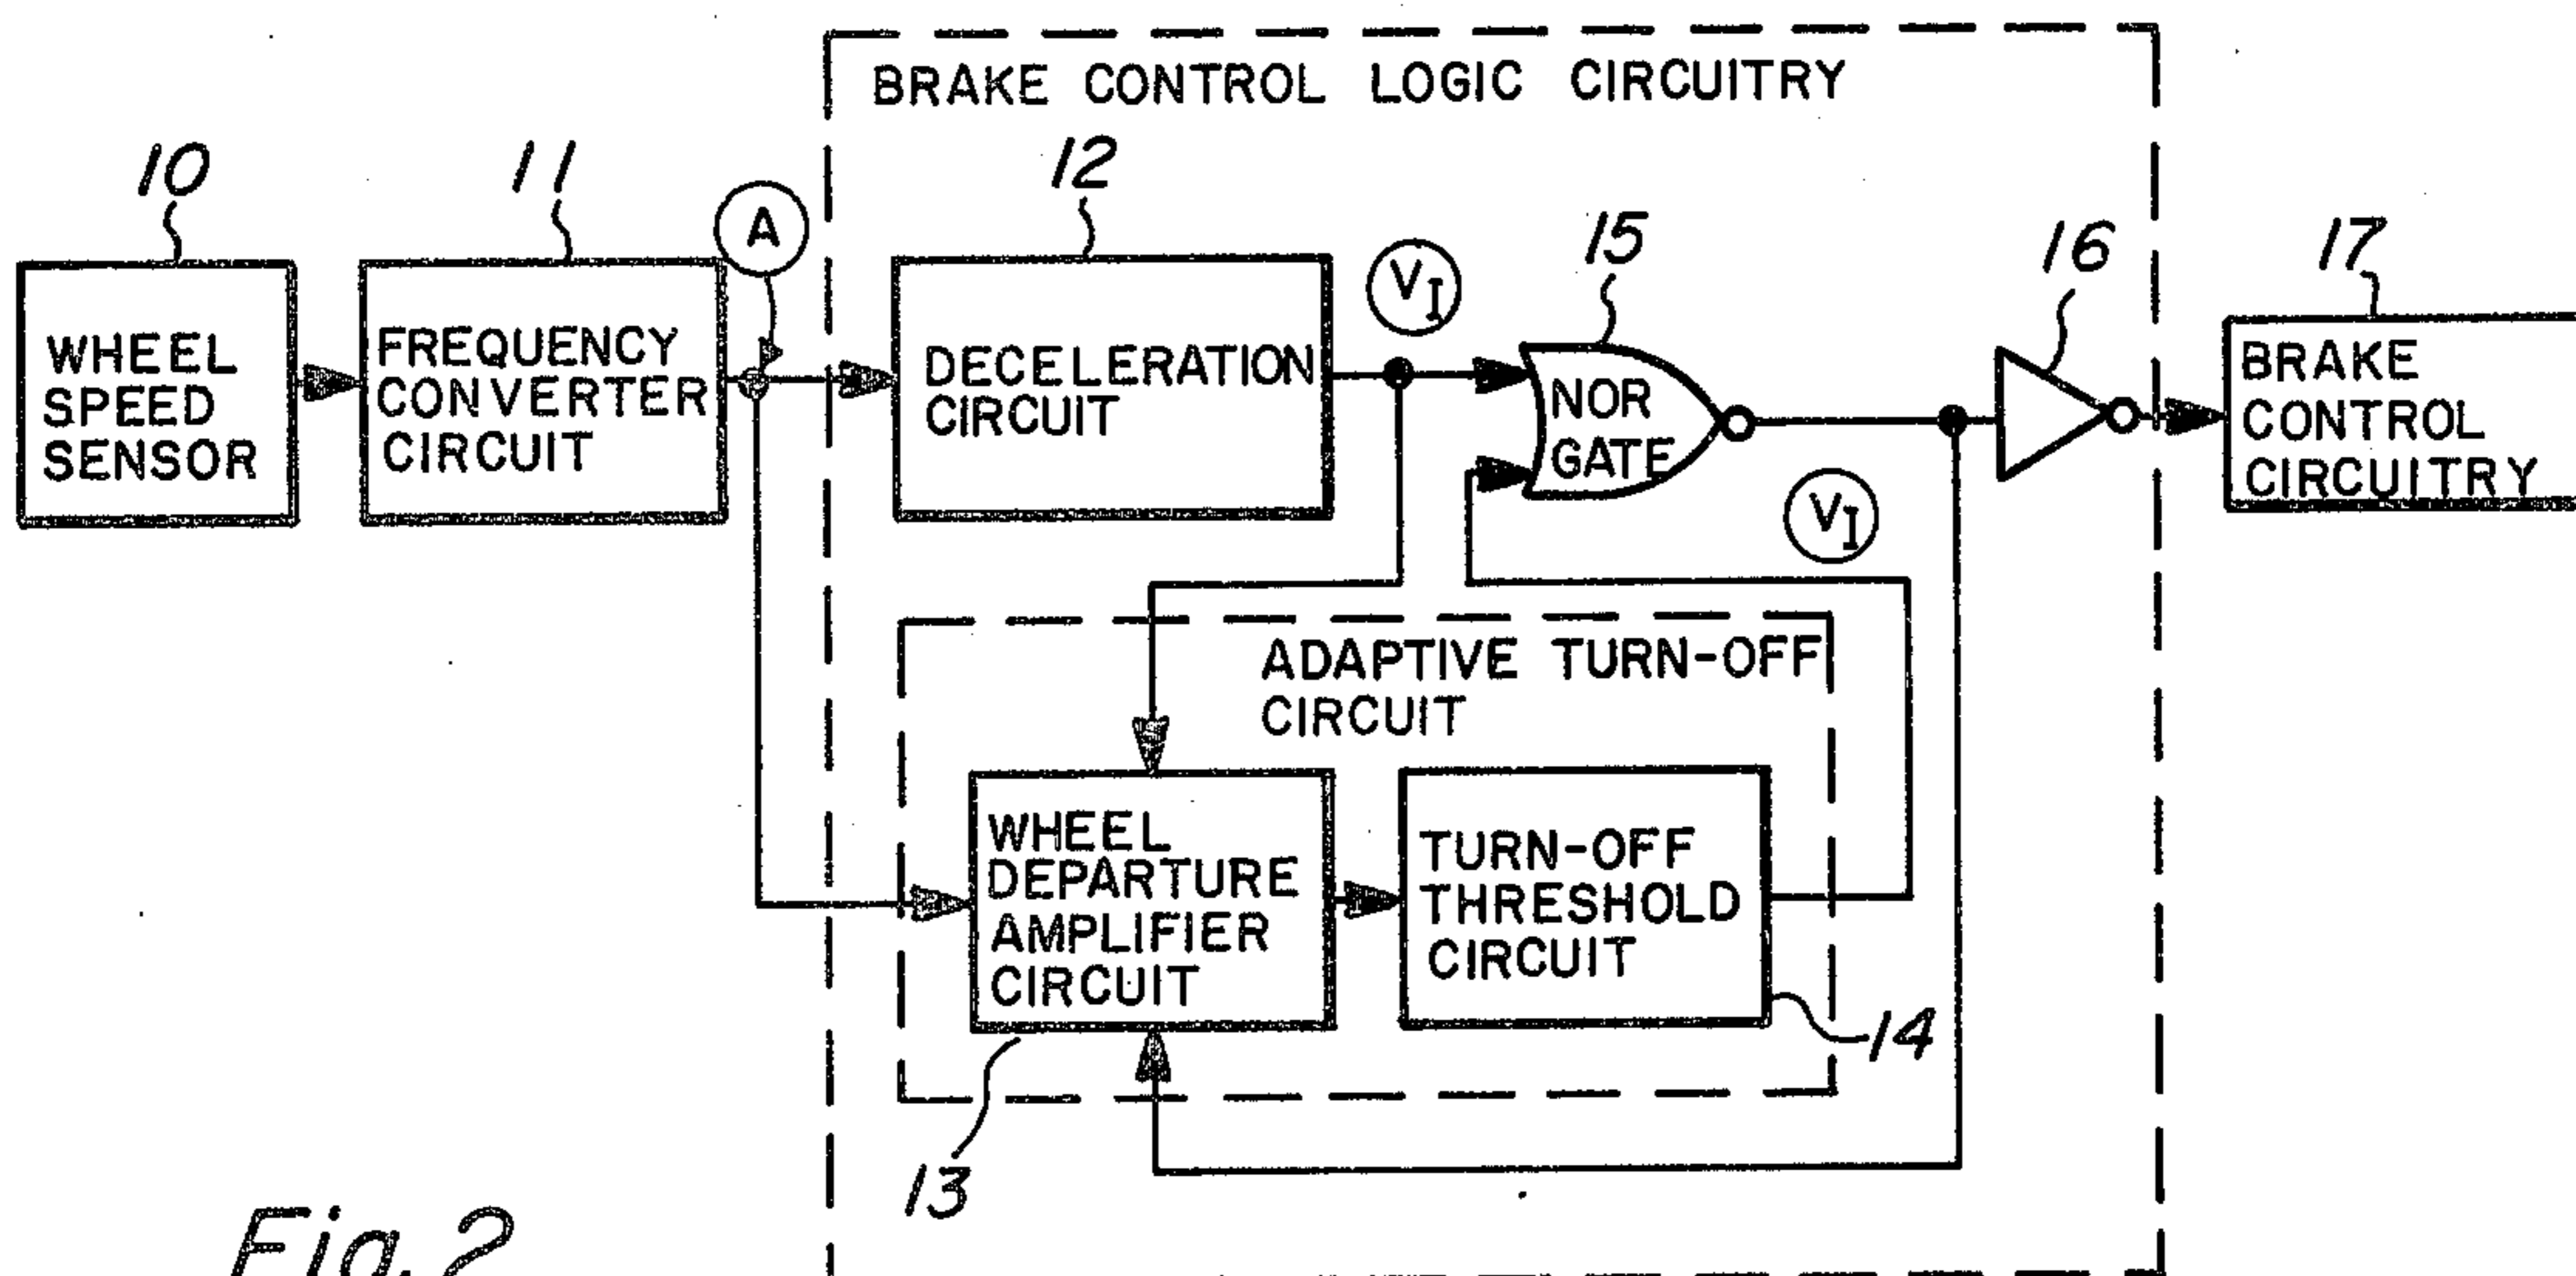 BRAKE CONTROL LOGIC CIRCUITRY
10
11
A
12
VI
15
16
17
WHEEL
SPEED
SENSOR
FREQUENCY
CONVERTER
CIRCUIT
DECELERATION
CIRCUIT
NOR
GATE
BRAKE
CONTROL
CIRCUITRY
VI
ADAPTIVE TURN-OFF
CIRCUIT
WHEEL
DEPARTURE
AMPLIFIER
CIRCUIT
TURN-OFF
THRESHOLD
CIRCUIT
14
13
Fig. 2